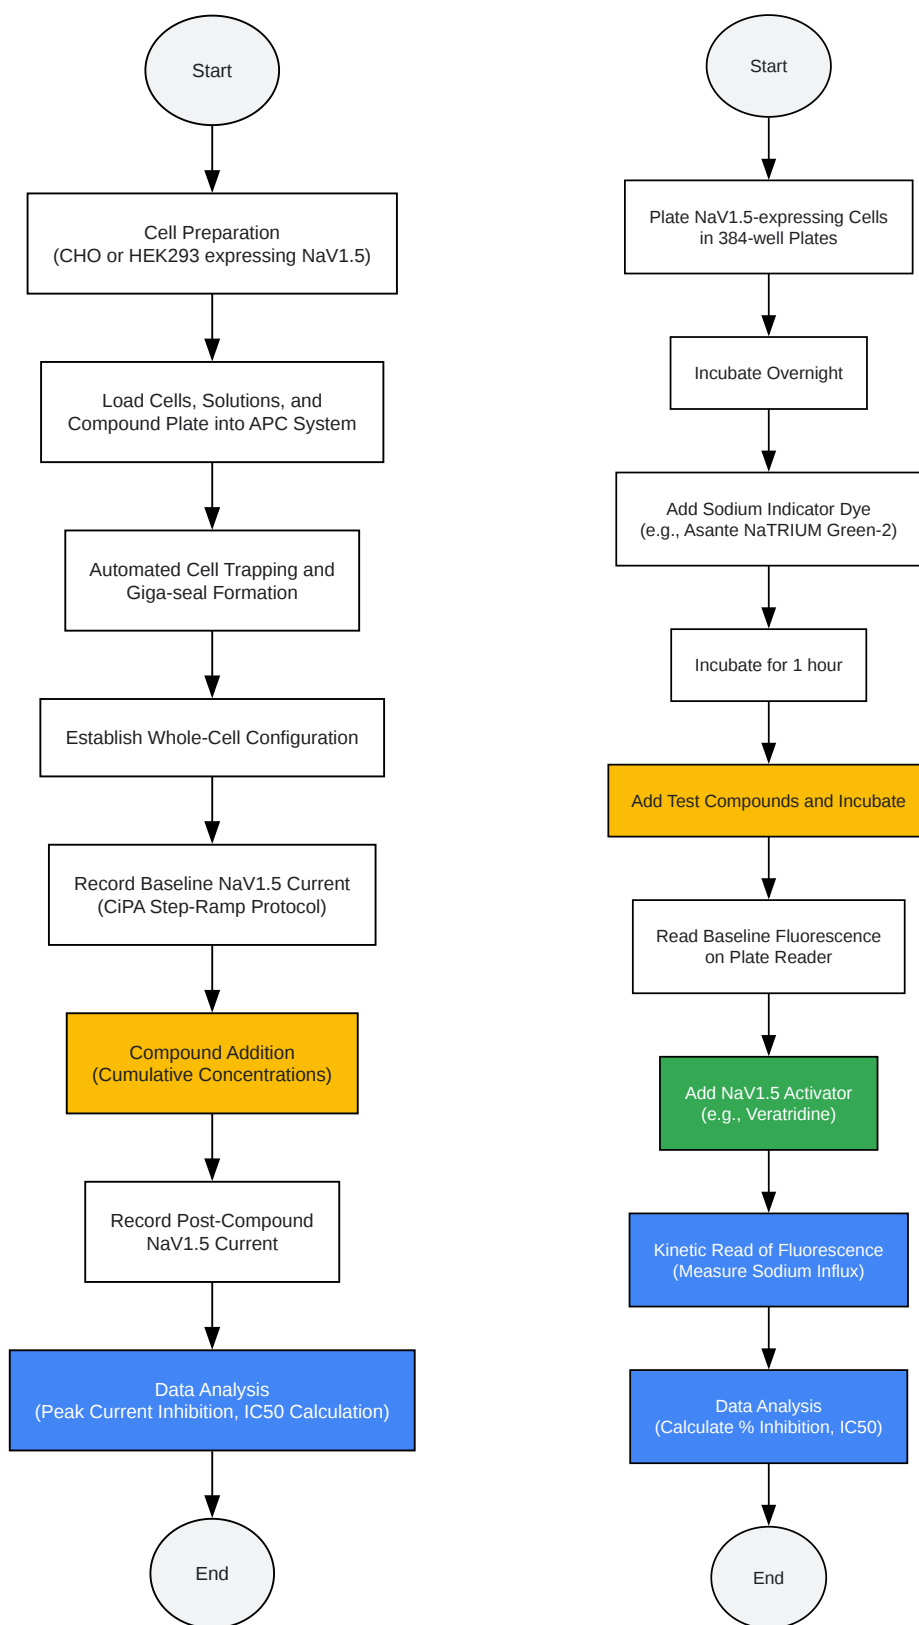 Start
Cell Preparation
(CHO or HEK293 expressing NaV1.5)
Load Cells, Solutions, and
Compound Plate into APC System
Automated Cell Trapping and
Giga-seal Formation
Establish Whole-Cell Configuration
Record Baseline NaV1.5 Current
(CiPA Step-Ramp Protocol)
Compound Addition
(Cumulative Concentrations)
Record Post-Compound
NaV1.5 Current
Data Analysis
(Peak Current Inhibition, IC50 Calculation)
End
Start
Plate NaV1.5-expressing Cells
in 384-well Plates
Incubate Overnight
Add Sodium Indicator Dye
(e.g., Asante NaTRIUM Green-2)
Incubate for 1 hour
Add Test Compounds and Incubate
Read Baseline Fluorescence
on Plate Reader
Add NaV1.5 Activator
(e.g., Veratridine)
Kinetic Read of Fluorescence
(Measure Sodium Influx)
Data Analysis
(Calculate % Inhibition, IC50)
End